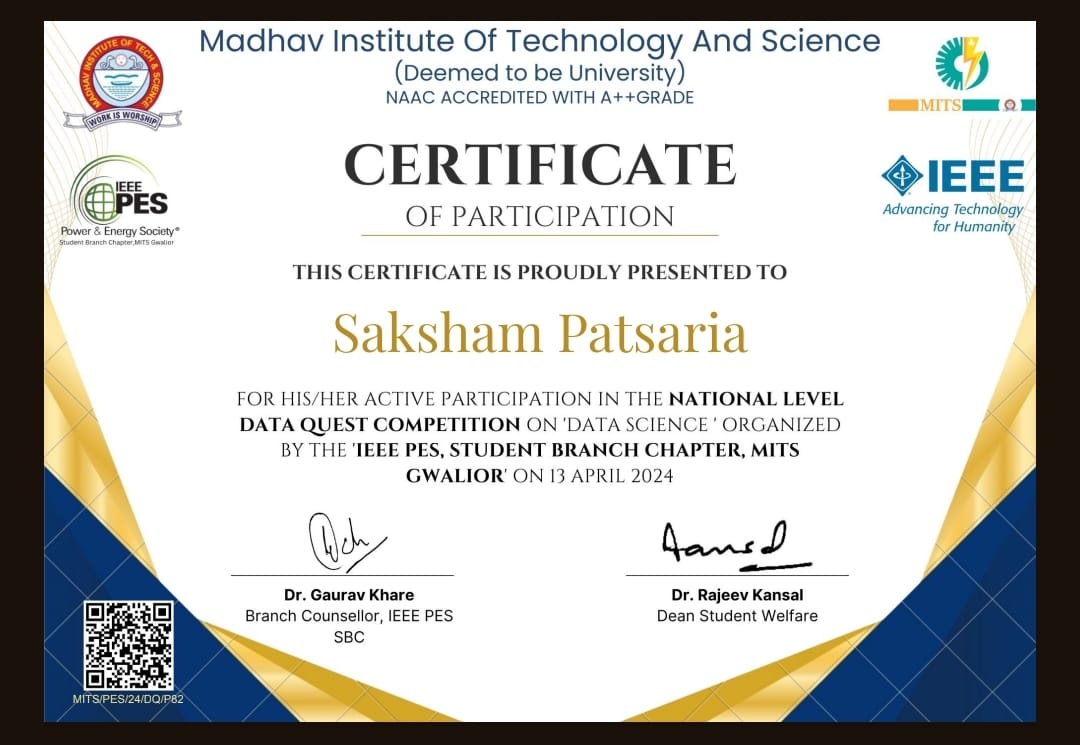 Madhav Institute Of Technology And Science
(Deemed to be University)
NAAC ACCREDITED WITH A++GRADE
MADHAV INSTITUTE OF TECH & SCIENCE
WORK IS WORSHIP
MITS
IEEE
PES
Power & Energy Society®
Student Branch Chapter,MITS Gwalior
IEEE
Advancing Technology
for Humanity
CERTIFICATE
OF PARTICIPATION
THIS CERTIFICATE IS PROUDLY PRESENTED TO
Saksham Patsaria
FOR HIS/HER ACTIVE PARTICIPATION IN THE NATIONAL LEVEL
DATA QUEST COMPETITION ON 'DATA SCIENCE ' ORGANIZED
BY THE 'IEEE PES, STUDENT BRANCH CHAPTER, MITS
GWALIOR' ON 13 APRIL 2024
Dr. Gaurav Khare
Branch Counsellor, IEEE PES
SBC
Dr. Rajeev Kansal
Dean Student Welfare
MITS/PES/24/DQ/P82